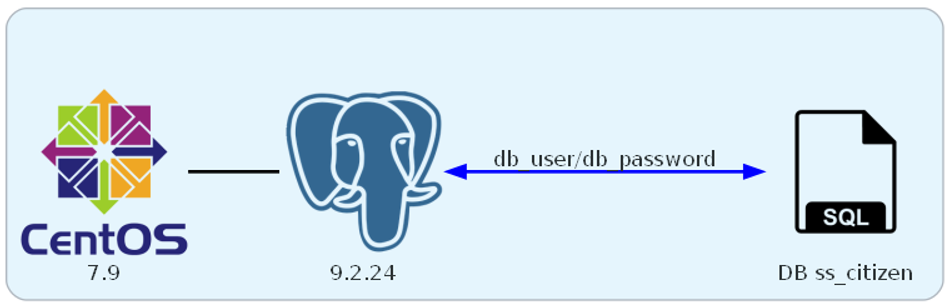 db_user/db_password
CentOS
SQL
7.9
9.2.24
DB ss_citizen